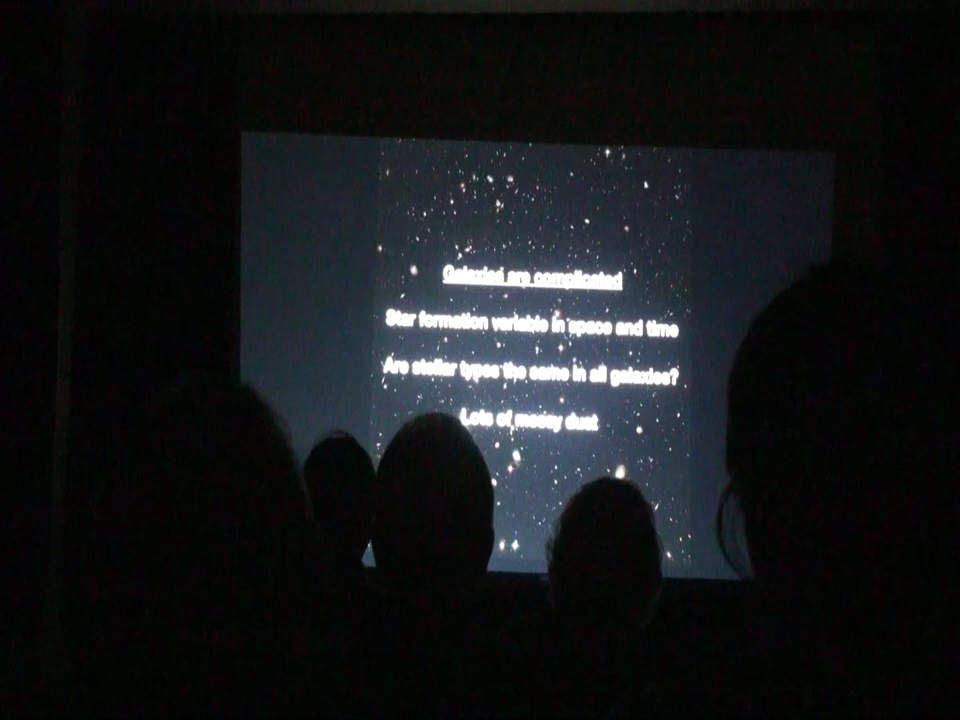 Galaxies are complicated
Star formation variable in space and time
Are stellar types the same in all galaxies?
Lots of messy dust